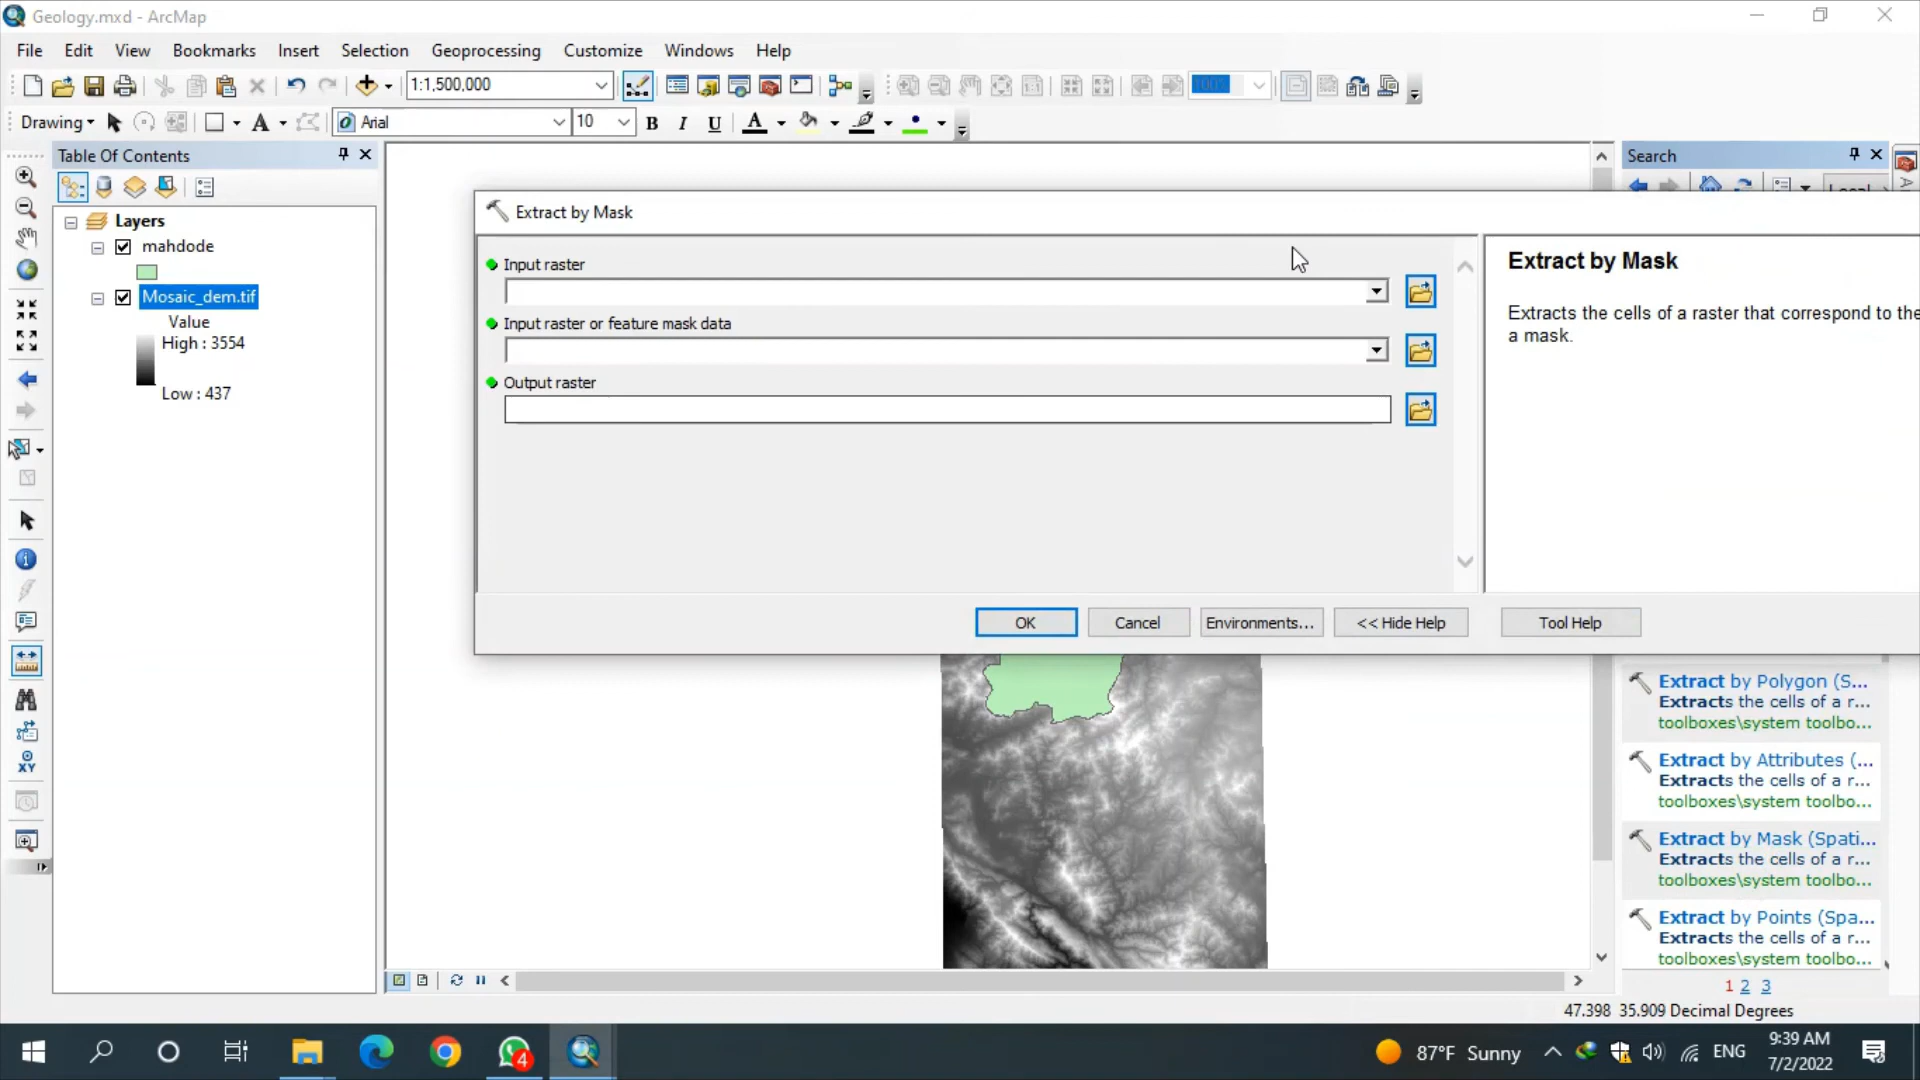 Geology.mxd - ArcMap
File Edit View Bookmarks Insert Selection Geoprocessing Customize Windows Help
1:1,500,000
100%
Drawing
A
Arial
10
B I U A
Table Of Contents
Search
Layers
mahdode
Mosaic_dem.tif
Value
High : 3554
Low : 437
Extract by Mask
Input raster
Input raster or feature mask data
Output raster
OK
Cancel
Environments...
<< Hide Help
Tool Help
Extract by Mask
Extracts the cells of a raster that correspond to the
a mask.
Extract by Polygon (S...
Extracts the cells of a r...
toolboxes\system toolbo...
Extract by Attributes (...
Extracts the cells of a r...
toolboxes\system toolbo...
Extract by Mask (Spati...
Extracts the cells of a r...
toolboxes\system toolbo...
Extract by Points (Spa...
Extracts the cells of a r...
toolboxes\system toolbo...
1 2 3
XY
47.398 35.909 Decimal Degrees
4
87°F Sunny
ENG
9:39 AM
7/2/2022